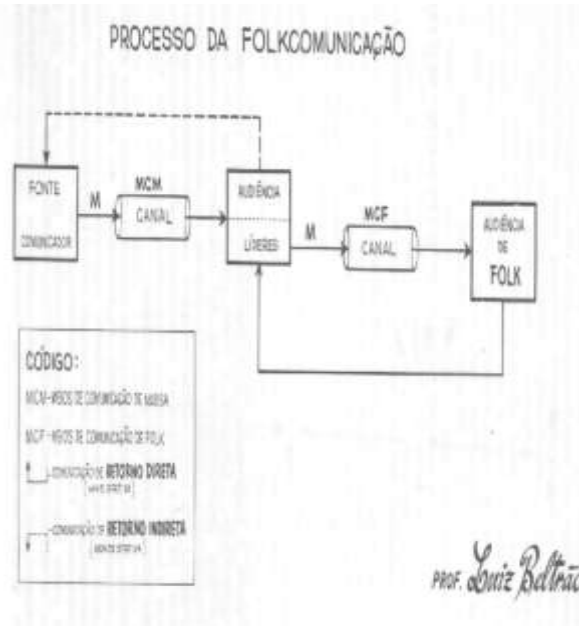 PROCESSO DA FOLKCOMUNICAÇÃO
FONTE
COMUNICADOR
M
MCM
CANAL
AUDIÊNCIA
LÍDERES
M
MCF
CANAL
AUDIÊNCIA
DE
FOLK
CÓDIGO:
MCM-MEIOS DE COMUNICAÇÃO DE MASSA
MCF - MEIOS DE COMUNICAÇÃO DE FOLK
-COMUNICAÇÃO DE RETORNO DIRETA
-COMUNICAÇÃO DE RETORNO INDIRETA
PROF. Luiz Beltrão